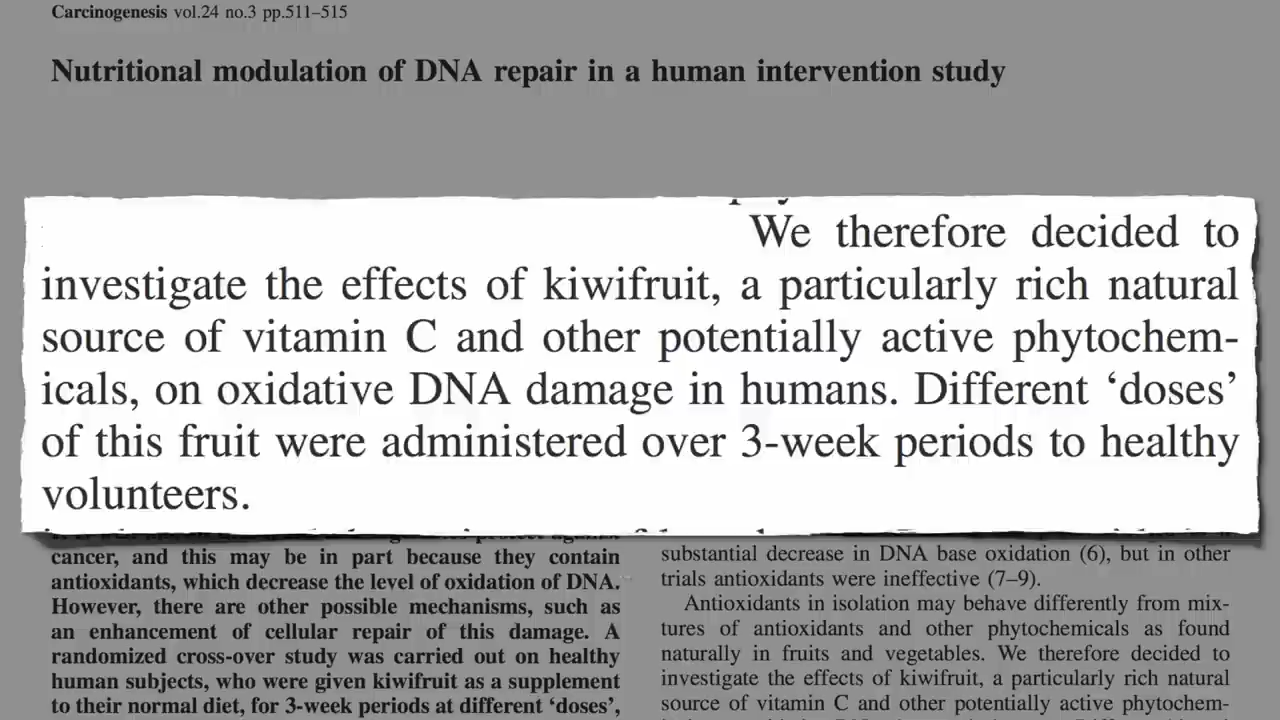 Carcinogenesis vol.24 no.3 pp.511–515
Nutritional modulation of DNA repair in a human intervention study
We therefore decided to
investigate the effects of kiwifruit, a particularly rich natural
source of vitamin C and other potentially active phytochem-
icals, on oxidative DNA damage in humans. Different ‘doses’
of this fruit were administered over 3-week periods to healthy
volunteers.
cancer, and this may be in part because they contain
antioxidants, which decrease the level of oxidation of DNA.
However, there are other possible mechanisms, such as
an enhancement of cellular repair of this damage. A
randomized cross-over study was carried out on healthy
human subjects, who were given kiwifruit as a supplement
to their normal diet, for 3-week periods at different ‘doses’,
substantial decrease in DNA base oxidation (6), but in other
trials antioxidants were ineffective (7–9).
Antioxidants in isolation may behave differently from mix-
tures of antioxidants and other phytochemicals as found
naturally in fruits and vegetables. We therefore decided to
investigate the effects of kiwifruit, a particularly rich natural
source of vitamin C and other potentially active phytochem-